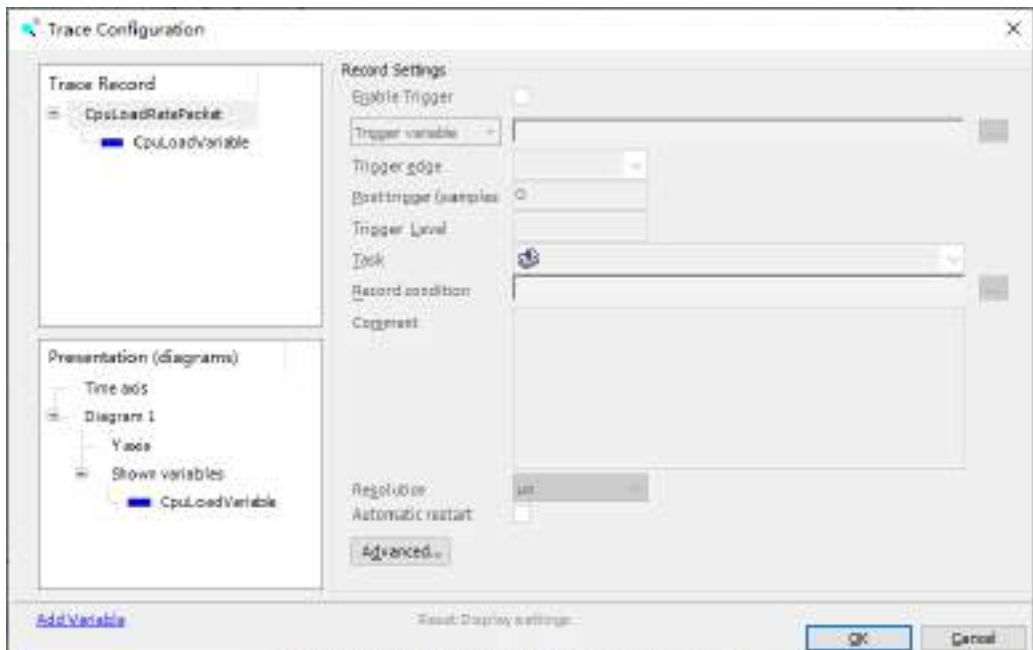 Trace Configuration
Trace Record
CpuLoadRatePacket
CpuLoadVariable
Presentation (diagrams)
Time axis
Diagram 1
Y axis
Shown variables
CpuLoadVariable
Add Variable
Record Settings
Enable Trigger
Trigger variable
...
Trigger edge
Post trigger (samples
0
Trigger Level
Task
Record condition
...
Comment
Resolution
Automatic restart
Advanced...
Reset Display settings
OK
Cancel